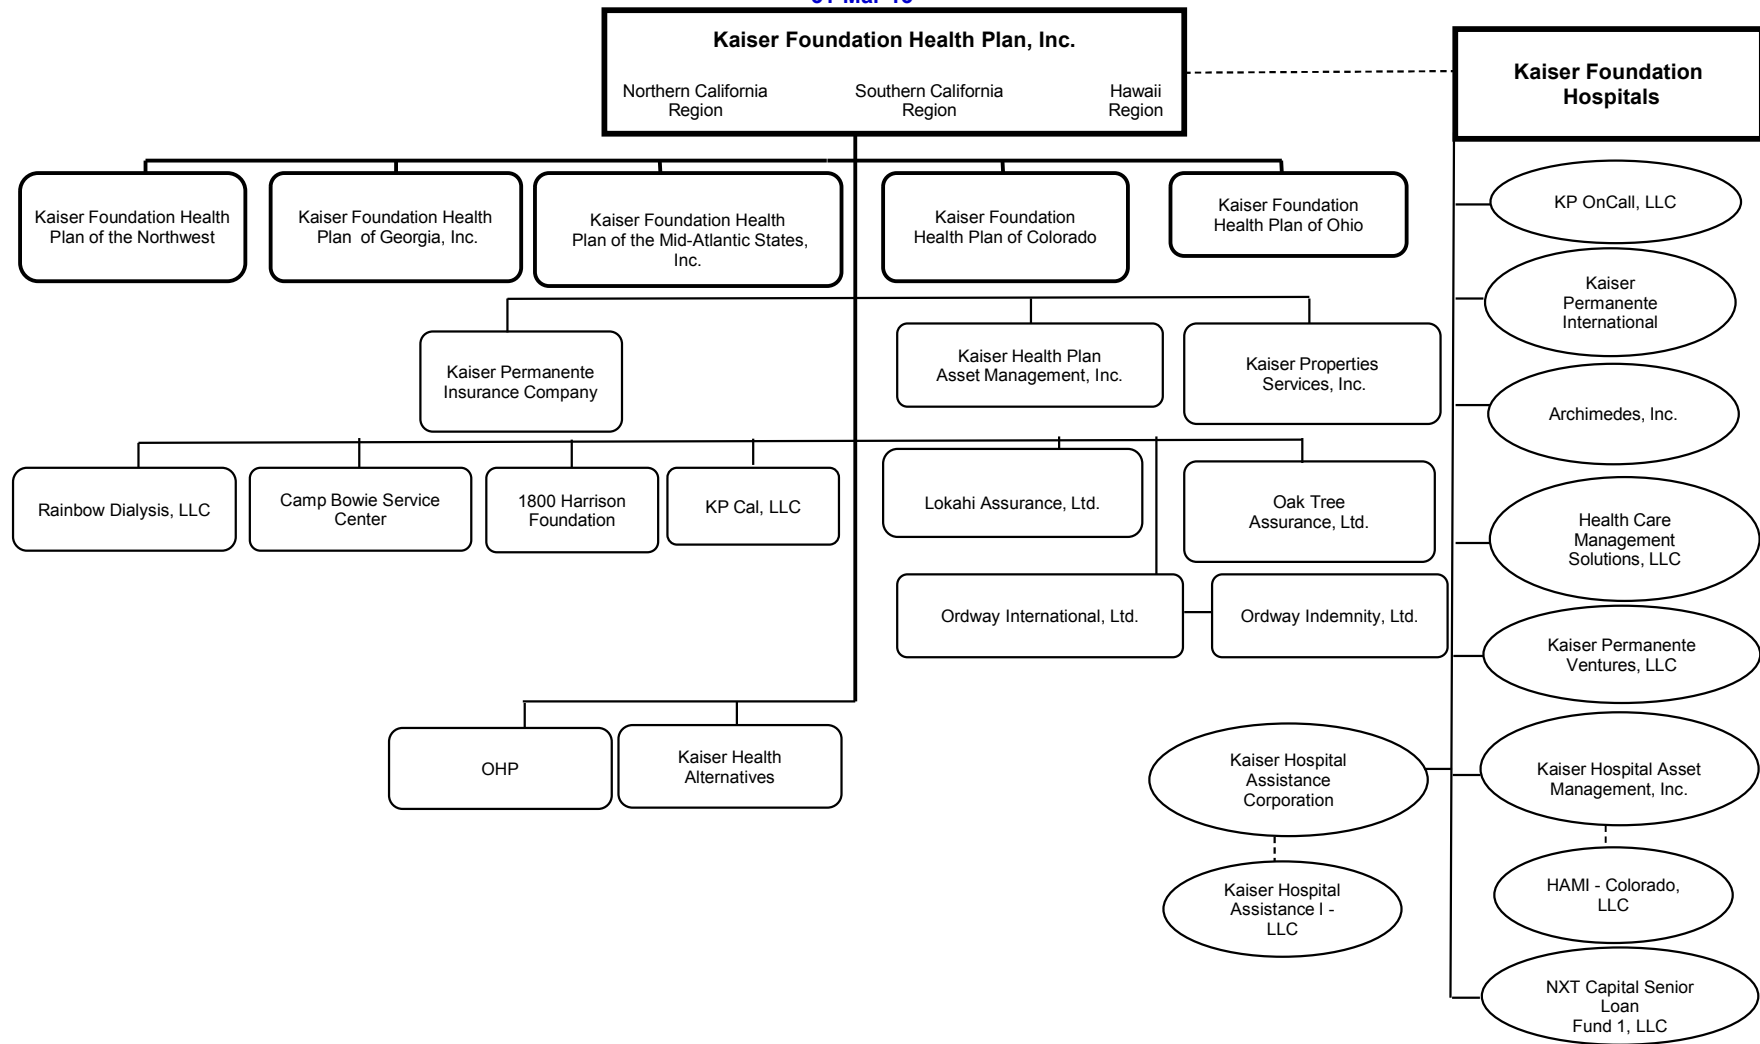 Kaiser Foundation Health Plan, Inc.
Northern California
Region
Southern California
Region
Hawaii
Region
Kaiser Foundation
Hospitals
Kaiser Foundation Health
Plan of the Northwest
Kaiser Foundation Health
Plan of Georgia, Inc.
Kaiser Foundation Health
Plan of the Mid-Atlantic States,
Inc.
Kaiser Foundation
Health Plan of Colorado
Kaiser Foundation
Health Plan of Ohio
KP OnCall, LLC
Kaiser
Permanente
International
Kaiser Permanente
Insurance Company
Kaiser Health Plan
Asset Management, Inc.
Kaiser Properties
Services, Inc.
Archimedes, Inc.
Rainbow Dialysis, LLC
Camp Bowie Service
Center
1800 Harrison
Foundation
KP Cal, LLC
Lokahi Assurance, Ltd.
Oak Tree
Assurance, Ltd.
Health Care
Management
Solutions, LLC
Ordway International, Ltd.
Ordway Indemnity, Ltd.
Kaiser Permanente
Ventures, LLC
OHP
Kaiser Health
Alternatives
Kaiser Hospital
Assistance
Corporation
Kaiser Hospital Asset
Management, Inc.
Kaiser Hospital
Assistance I -
LLC
HAMI - Colorado,
LLC
NXT Capital Senior
Loan
Fund 1, LLC